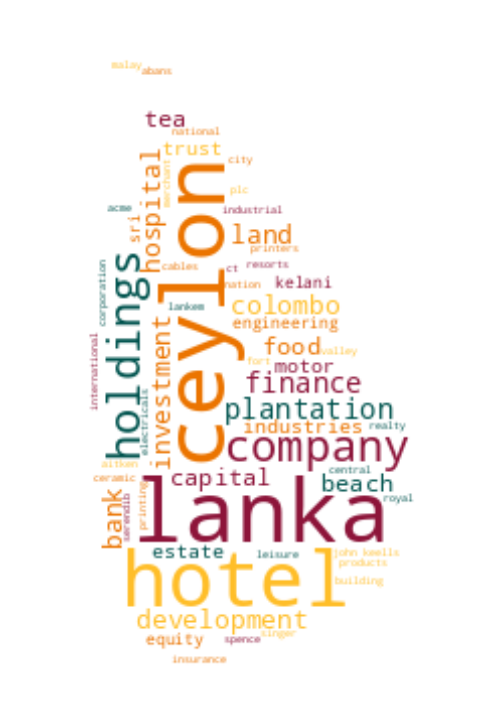 malay
abans
tea
national
trust
merchant
city
hospital
ceylon
plc
acme
sri
industrial
land
printers
holdings
corporation
cables
ct
resorts
nation
kelani
lankem
colombo
engineering
international
investment
food
valley
fort
motor
finance
electricals
plantation
industries
realty
company
aitken
ceramic
capital
central
beach
royal
bank
serendib
printing
lanka
estate
leisure
john keells
products
hotel
building
development
equity
spence
singer
insurance